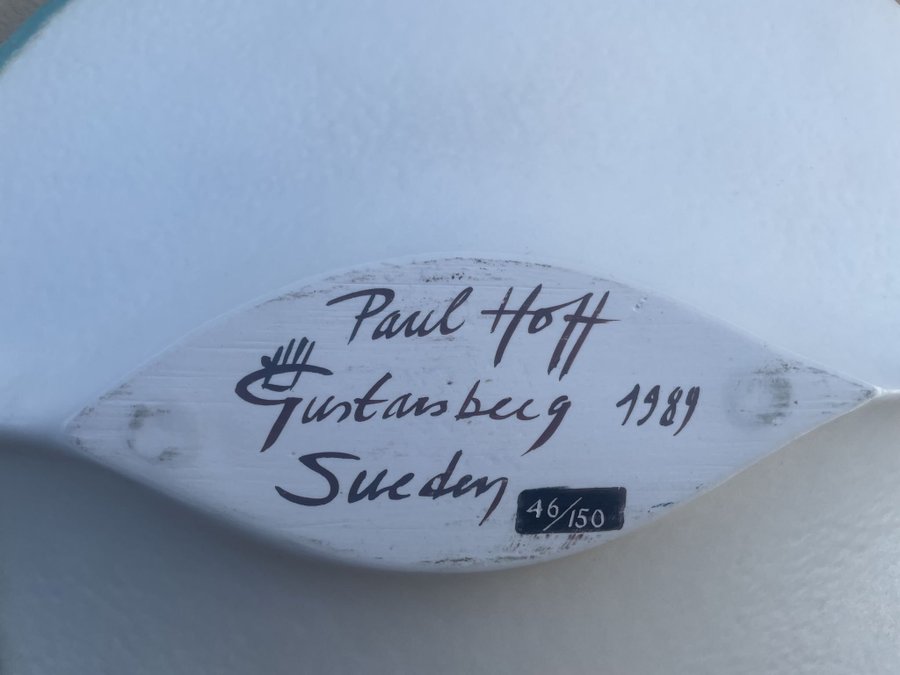 Paul Hoff
Gustavsberg 1989
Sweden
46/150